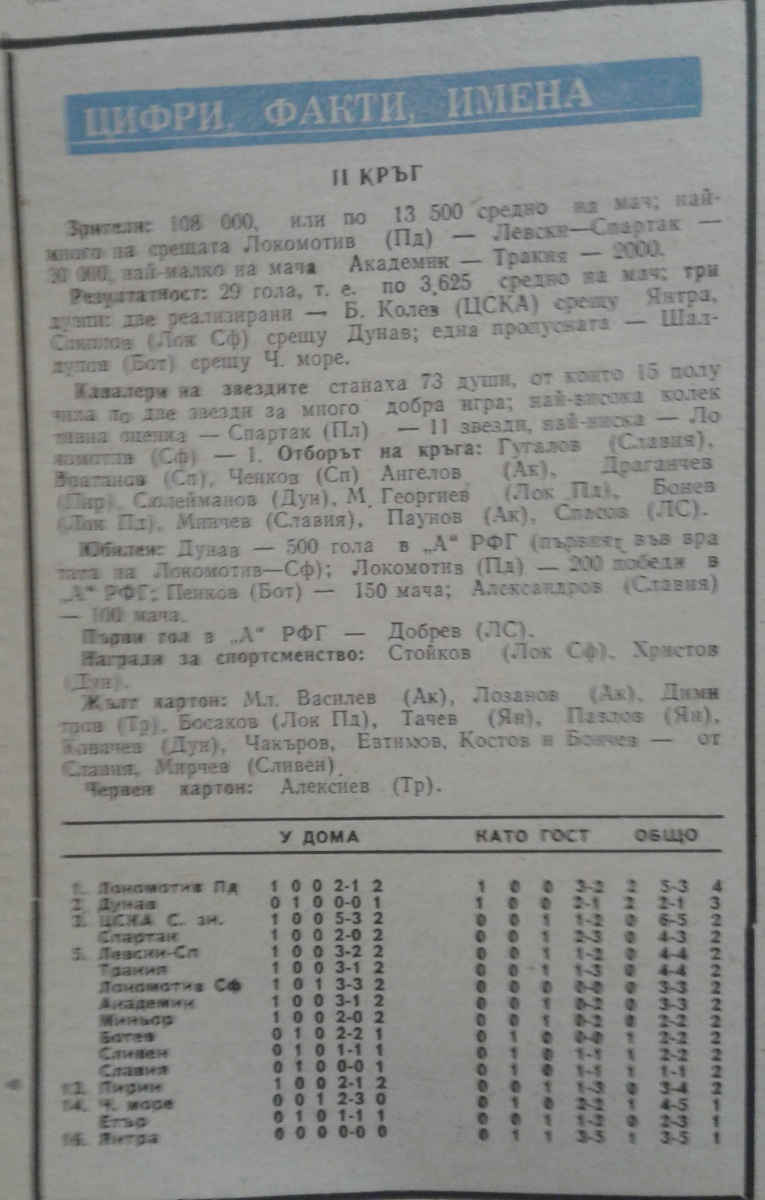 ЦИФРИ, ФАКТИ, ИМЕНА
II КРЪГ
Зрители: 108 000, или по 13 500 средно на мач; най-
много на срещата Локомотив (Пд) — Левски—Спартак —
30 000, най-малко на мача Академик — Тракия — 2000.
Резултатност: 29 гола, т. е. по 3,625 средно на мач; три
дузпи: две реализирани — Б. Колев (ЦСКА) срещу Янтра,
Соколов (Лок Сф) срещу Дунав; една пропусната — Шал-
дупов (Бот) срещу Ч. море.
Кавалери на звездите станаха 73 души, от които 15 полу
чиха по две звезди за много добра игра; най-висока колек
тивна оценка — Спартак (Пл) — 11 звезди, най-ниска — Ло
комотив (Сф) — 1. Отборът на кръга: Гугалов (Славия),
Вратанов (Сп), Ченков (Сп) Ангелов (Ак), Драганчев
(Пир), Сюлейманов (Дун), М. Георгиев (Лок Пд), Бонев
(Лок Пд), Минчев (Славия), Паунов (Ак), Спасов (ЛС).
Юбилеи: Дунав — 500 гола в „А“ РФГ (първият във вра
тата на Локомотив—Сф); Локомотив (Пд) — 200 победи в
„А“ РФГ; Пенков (Бот) — 150 мача; Александров (Славия)
— 100 мача.
Първи гол в „А“ РФГ — Добрев (ЛС).
Награди за спортсменство: Стойков (Лок Сф), Христов
(Дун).
Жълт картон: Мл. Василев (Ак), Лозанов (Ак), Дими
тров (Тр), Босаков (Лок Пд), Тачев (Ян), Павлов (Ян),
Ковачев (Дун), Чакъров, Евтимов, Костов и Бончев — от
Славия, Марчев (Сливен).
Червен картон: Алексиев (Тр).
У ДОМА КАТО ГОСТ ОБЩО
1. Локомотив Пд 1 0 0 2-1 2 1 0 0 3-2 2 5-3 4
2. Дунав 0 1 0 0-0 1 1 0 0 2-1 2 2-1 3
3. ЦСКА С. зн. 1 0 0 5-3 2 0 0 1 1-2 0 6-5 2
Спартак 1 0 0 2-0 2 0 0 1 2-3 0 4-3 2
5. Левски-Сп 1 0 0 3-2 2 0 0 1 1-2 0 4-4 2
Тракия 1 0 0 3-1 2 0 0 1 1-3 0 4-4 2
Локомотив Сф 1 0 1 3-3 2 0 0 0 0-0 0 3-3 2
Академик 1 0 0 3-1 2 0 0 1 0-2 0 3-3 2
Миньор 1 0 0 2-0 2 0 0 1 0-2 0 2-2 2
Ботев 0 1 0 2-2 1 0 1 0 0-0 1 2-2 2
Сливен 0 1 0 1-1 1 0 1 0 1-1 1 2-2 2
Славия 0 1 0 0-0 1 0 1 0 1-1 1 1-1 2
13. Пирин 1 0 0 2-1 2 0 0 1 1-3 0 3-4 2
14. Ч. море 0 0 1 2-3 0 0 1 0 2-2 1 4-5 1
Етър 0 1 0 1-1 1 0 0 1 1-2 0 2-3 1
16. Янтра 0 0 0 0-0 0 0 1 1 3-5 1 3-5 1